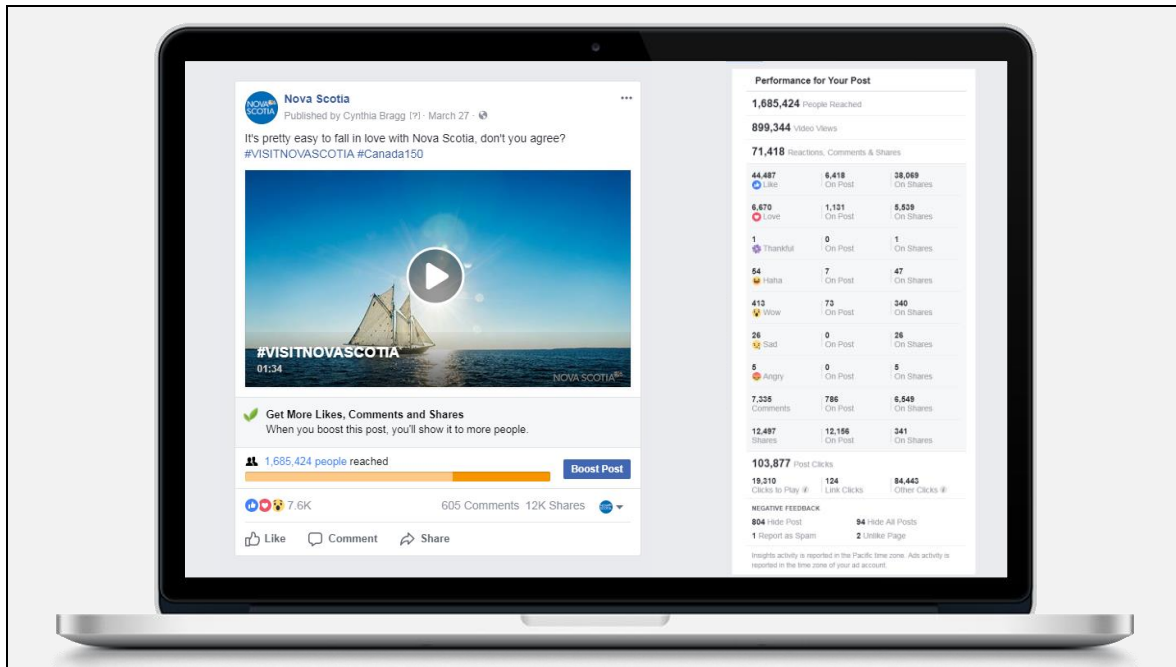 NOVA
SCOTIA
Nova Scotia
Published by Cynthia Bragg [?] · March 27 ·
It's pretty easy to fall in love with Nova Scotia, don't you agree?
#VISITNOVASCOTIA #Canada150
#VISITNOVASCOTIA
01:34
NOVA SCOTIA
Get More Likes, Comments and Shares
When you boost this post, you'll show it to more people.
1,685,424 people reached
Boost Post
7.6K 605 Comments 12K Shares
Like Comment Share
Performance for Your Post
1,685,424 People Reached
899,344 Video Views
71,418 Reactions, Comments & Shares
44,487 6,418 38,069
Like On Post On Shares
6,670 1,131 5,539
Love On Post On Shares
1 0 1
Thankful On Post On Shares
54 7 47
Haha On Post On Shares
413 73 340
Wow On Post On Shares
26 0 26
Sad On Post On Shares
5 0 5
Angry On Post On Shares
7,335 786 6,549
Comments On Post On Shares
12,497 12,156 341
Shares On Post On Shares
103,877 Post Clicks
19,310 124 84,443
Clicks to Play Link Clicks Other Clicks
NEGATIVE FEEDBACK
804 Hide Post 94 Hide All Posts
1 Report as Spam 2 Unlike Page
Insights activity is reported in the Pacific time zone. Ads activity is
reported in the time zone of your ad account.